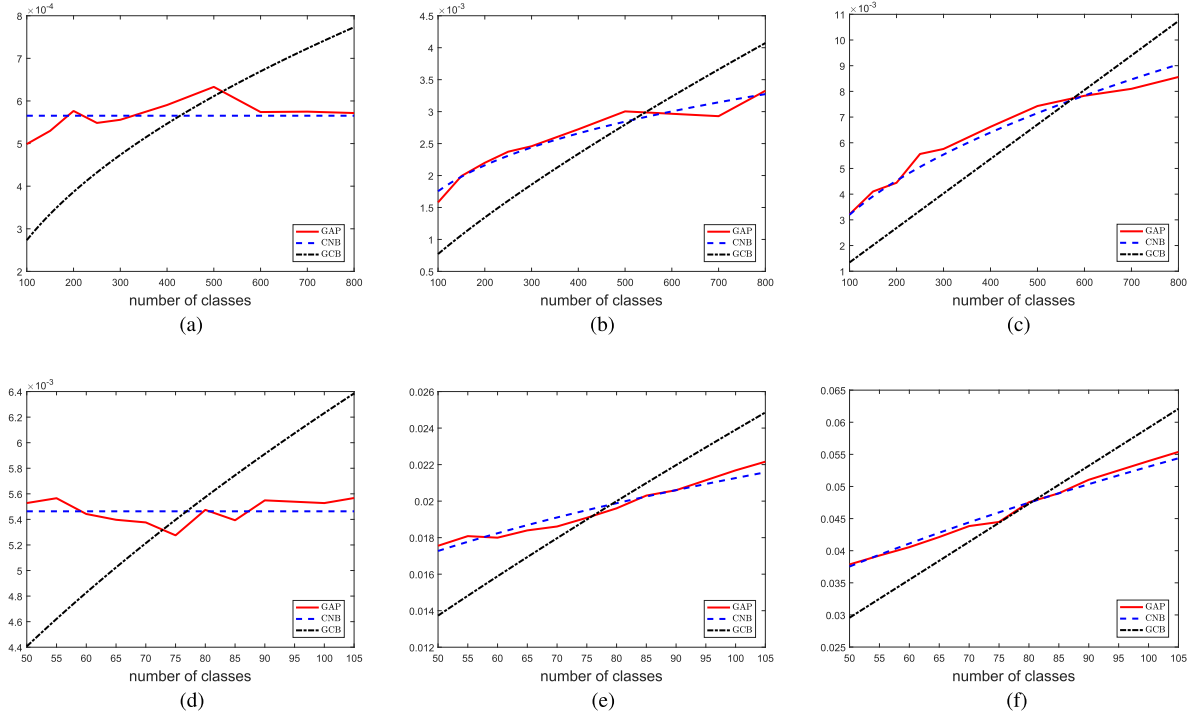 ×10⁻⁴
8
7
6
5
4
3
2
100 200 300 400 500 600 700 800
number of classes
GAP
CNB
GCB
(a)
×10⁻³
4.5
4
3.5
3
2.5
2
1.5
1
0.5
100 200 300 400 500 600 700 800
number of classes
GAP
CNB
GCB
(b)
×10⁻³
11
10
9
8
7
6
5
4
3
2
1
100 200 300 400 500 600 700 800
number of classes
GAP
CNB
GCB
(c)
×10⁻³
6.4
6.2
6
5.8
5.6
5.4
5.2
5
4.8
4.6
4.4
50 55 60 65 70 75 80 85 90 95 100 105
number of classes
GAP
CNB
GCB
(d)
0.026
0.024
0.022
0.02
0.018
0.016
0.014
0.012
50 55 60 65 70 75 80 85 90 95 100 105
number of classes
GAP
CNB
GCB
(e)
0.065
0.06
0.055
0.05
0.045
0.04
0.035
0.03
0.025
50 55 60 65 70 75 80 85 90 95 100 105
number of classes
GAP
CNB
GCB
(f)